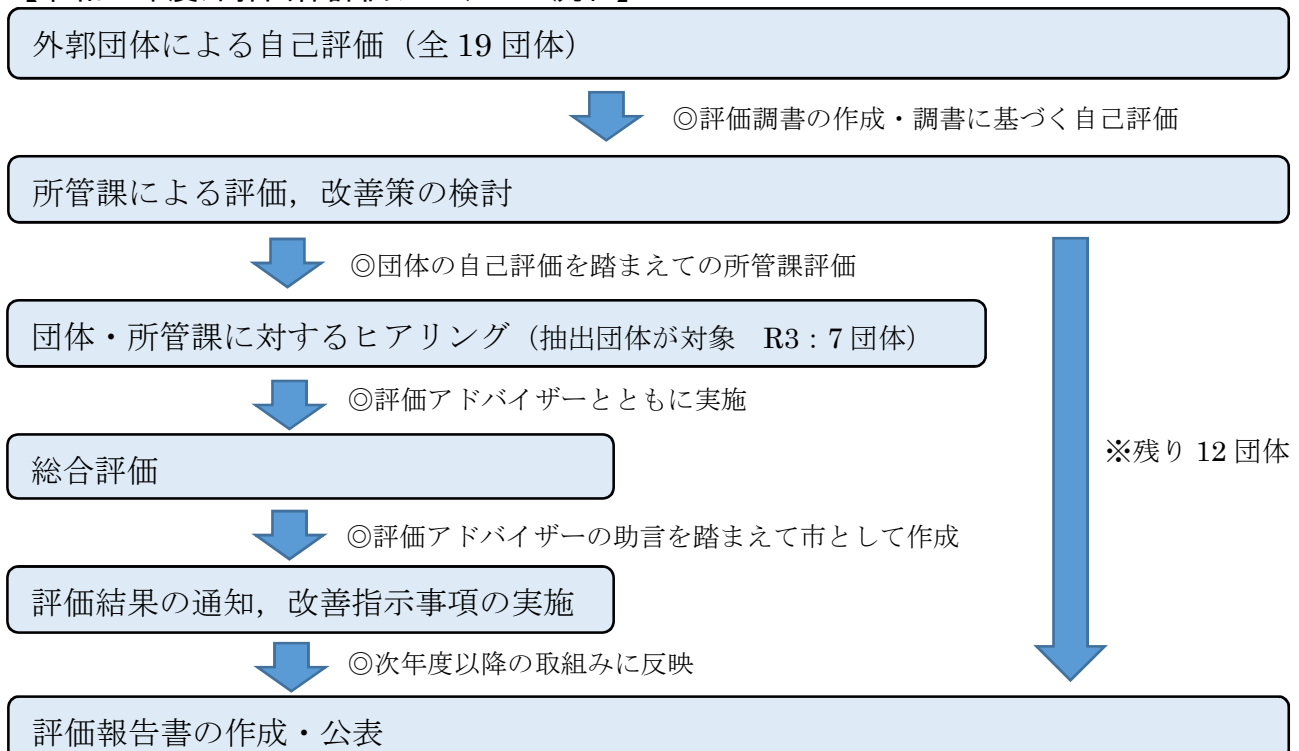 外郭団体による自己評価（全 19 団体）
◎評価調書の作成・調書に基づく自己評価
所管課による評価，改善策の検討
◎団体の自己評価を踏まえての所管課評価
団体・所管課に対するヒアリング（抽出団体が対象　R3：7 団体）
◎評価アドバイザーとともに実施
※残り 12 団体
総合評価
◎評価アドバイザーの助言を踏まえて市として作成
評価結果の通知，改善指示事項の実施
◎次年度以降の取組みに反映
評価報告書の作成・公表